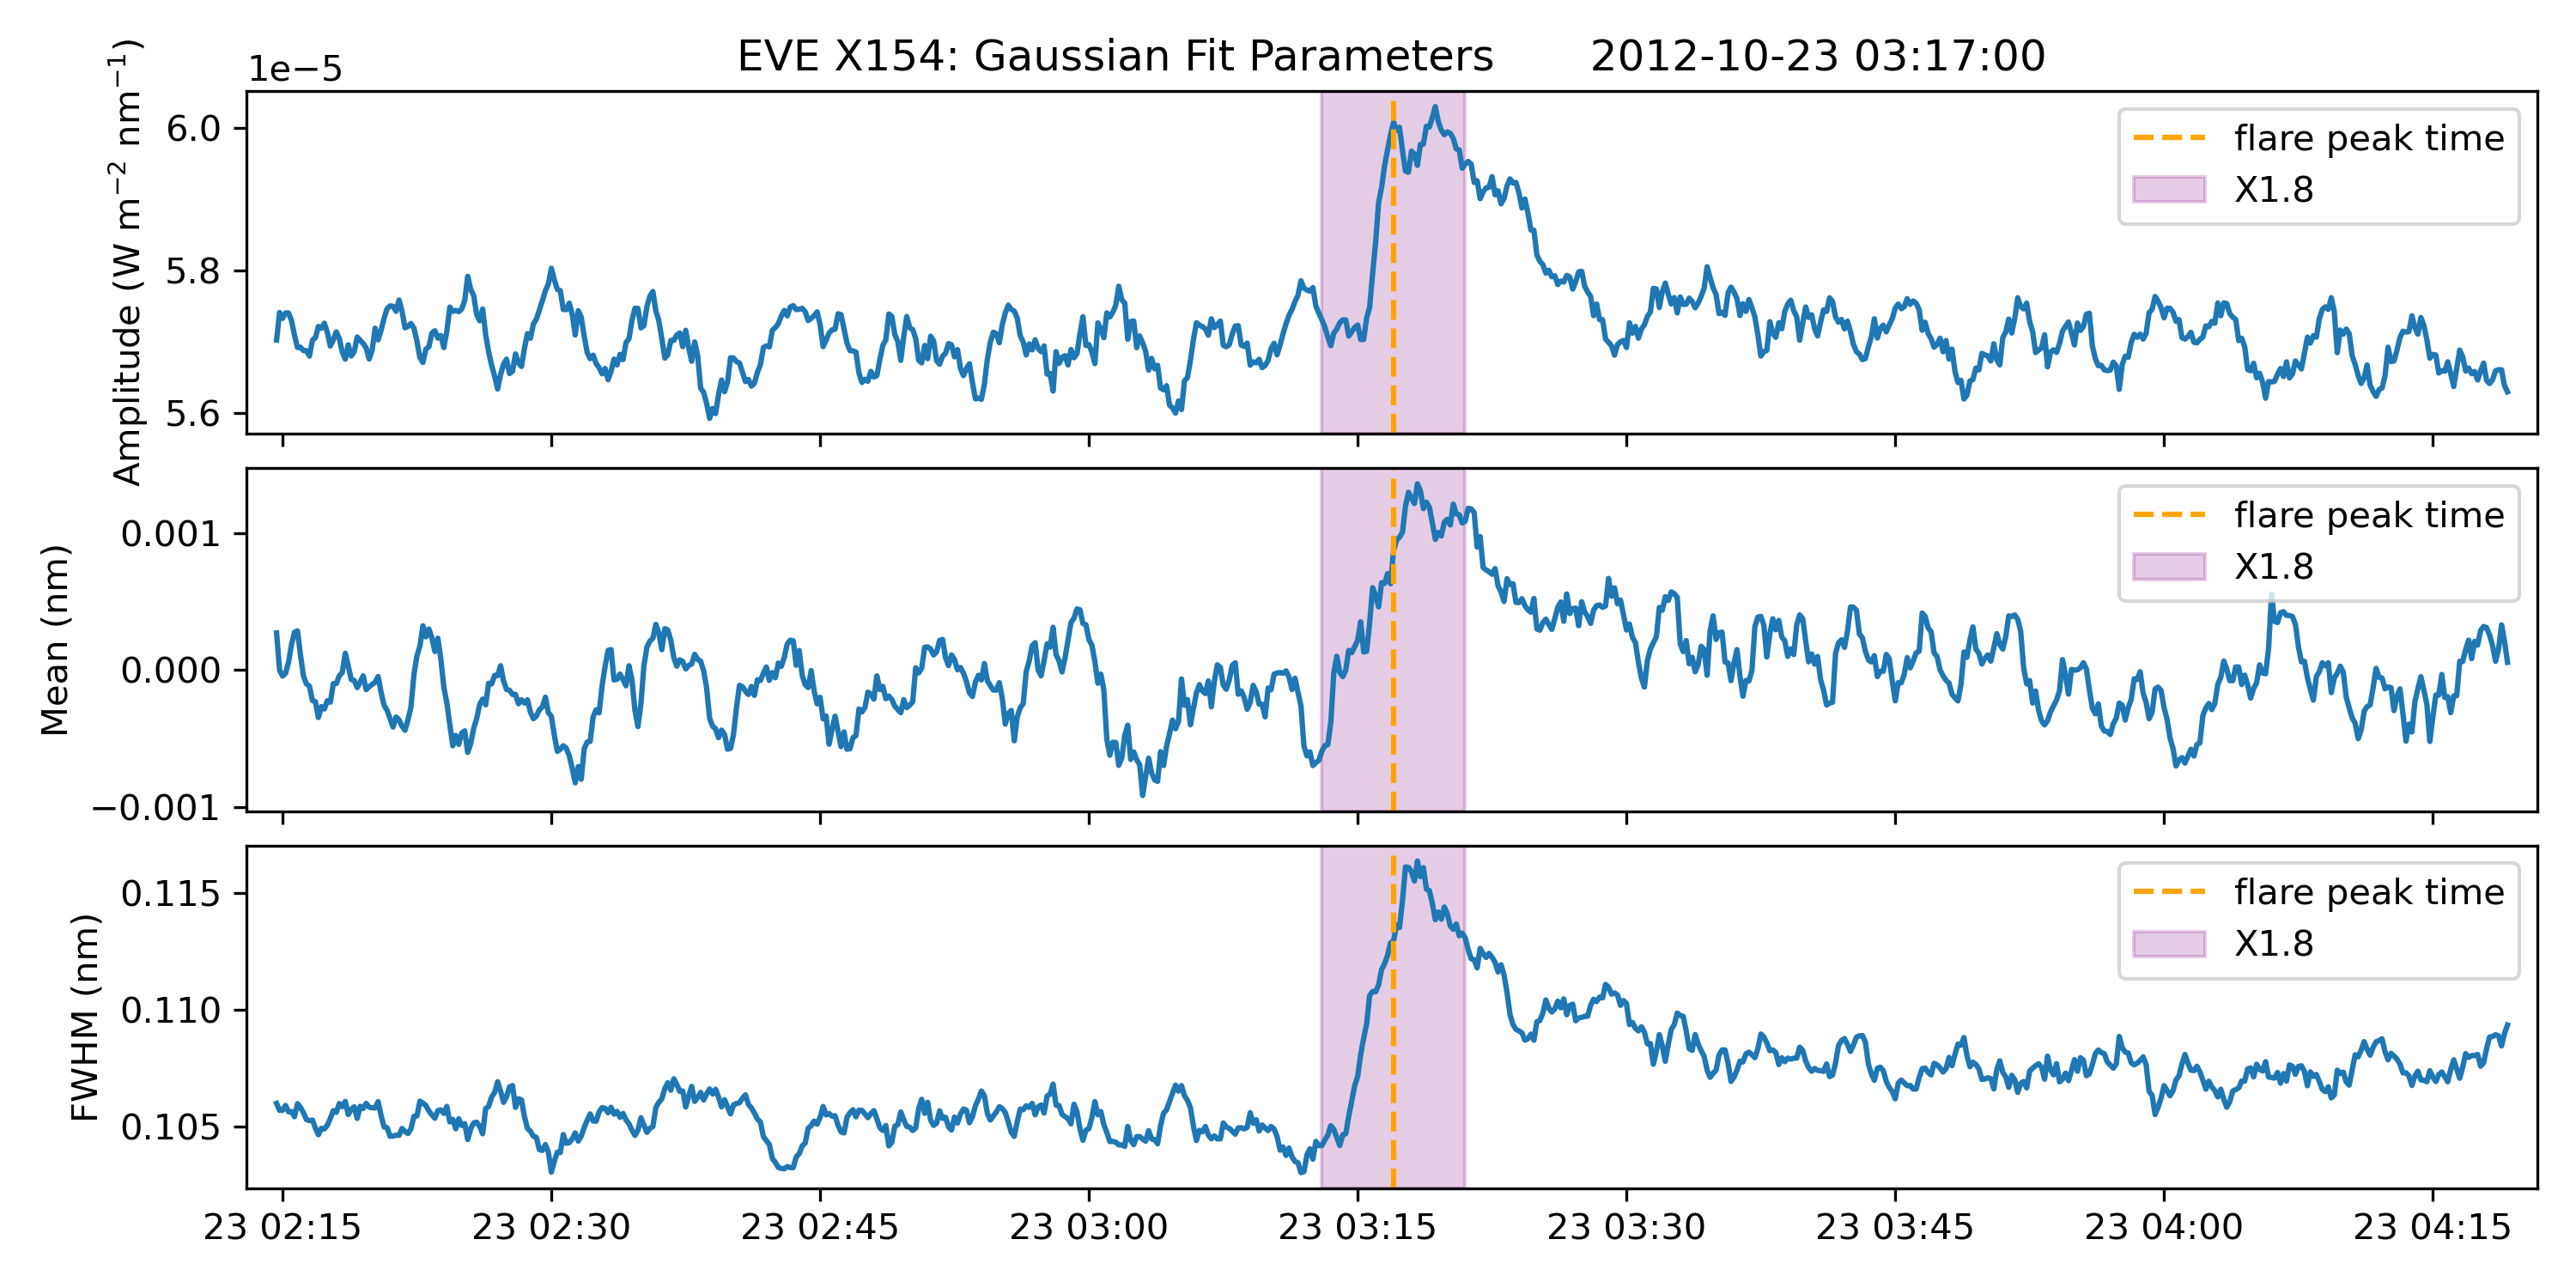 EVE X154: Gaussian Fit Parameters 2012-10-23 03:17:00
1e−5
Amplitude (W m⁻² nm⁻¹)
6.0
5.8
5.6
flare peak time
X1.8
Mean (nm)
0.001
0.000
−0.001
flare peak time
X1.8
FWHM (nm)
0.115
0.110
0.105
flare peak time
X1.8
23 02:15 23 02:30 23 02:45 23 03:00 23 03:15 23 03:30 23 03:45 23 04:00 23 04:15